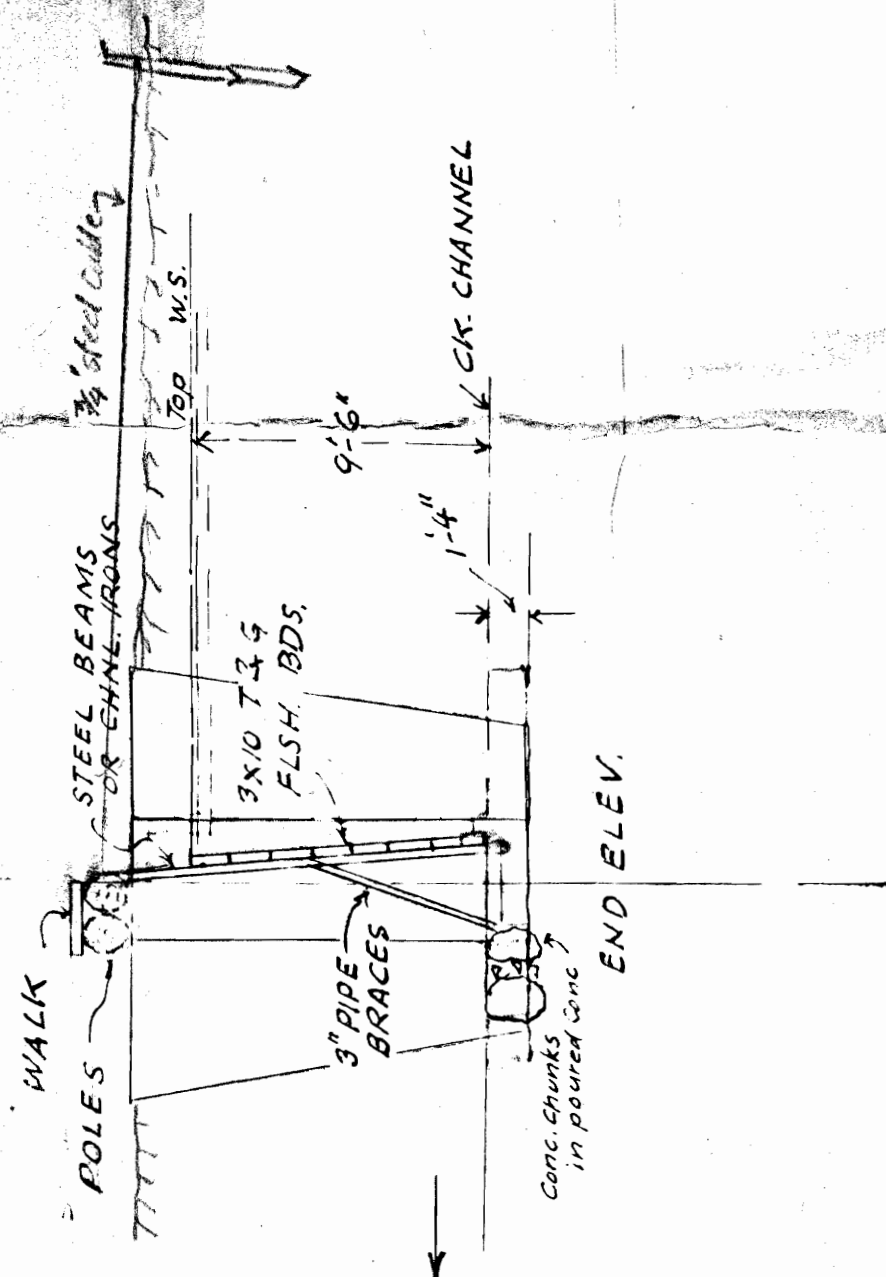 WALK
POLES
STEEL BEAMS
OR CHNL. IRONS
3/4" steel cable
Top W.S.
3x10 T & G
FLSH. BDS.
9'-6"
CK. CHANNEL
1'-4"
3" PIPE
BRACES
Conc. chunks
in poured conc
END ELEV.